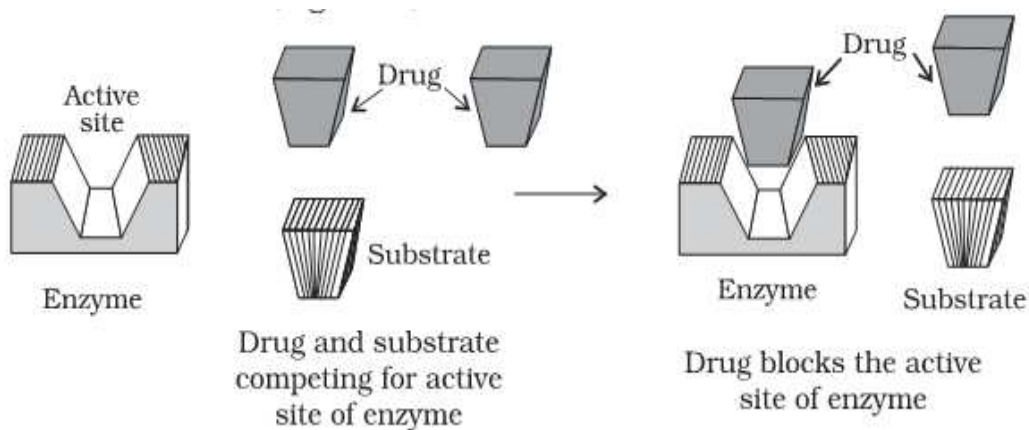 Drug
Active
site
Substrate
Enzyme
Drug and substrate
competing for active
site of enzyme
Drug
Enzyme
Substrate
Drug blocks the active
site of enzyme